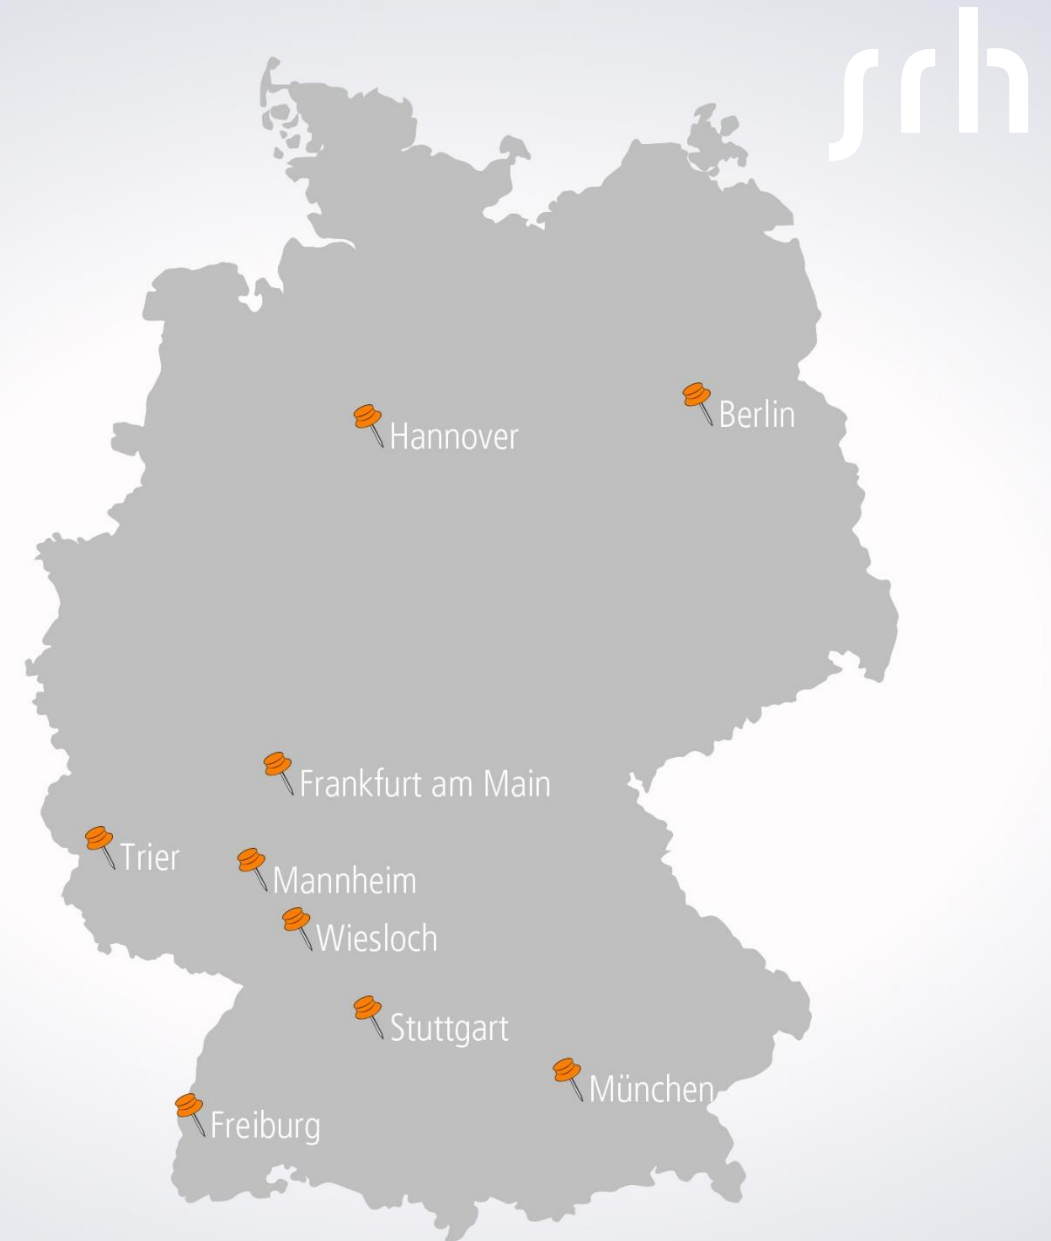 srh
Berlin
Hannover
Frankfurt am Main
Trier
Mannheim
Wiesloch
Stuttgart
München
Freiburg